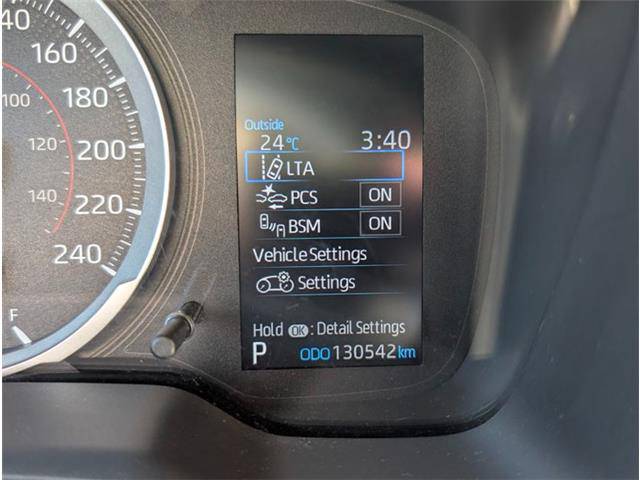 140
160
180
200
220
240
100
120
140
F
Outside
24°C 3:40
LTA
PCS ON
BSM ON
Vehicle Settings
Settings
Hold OK : Detail Settings
P ODO 130542 km